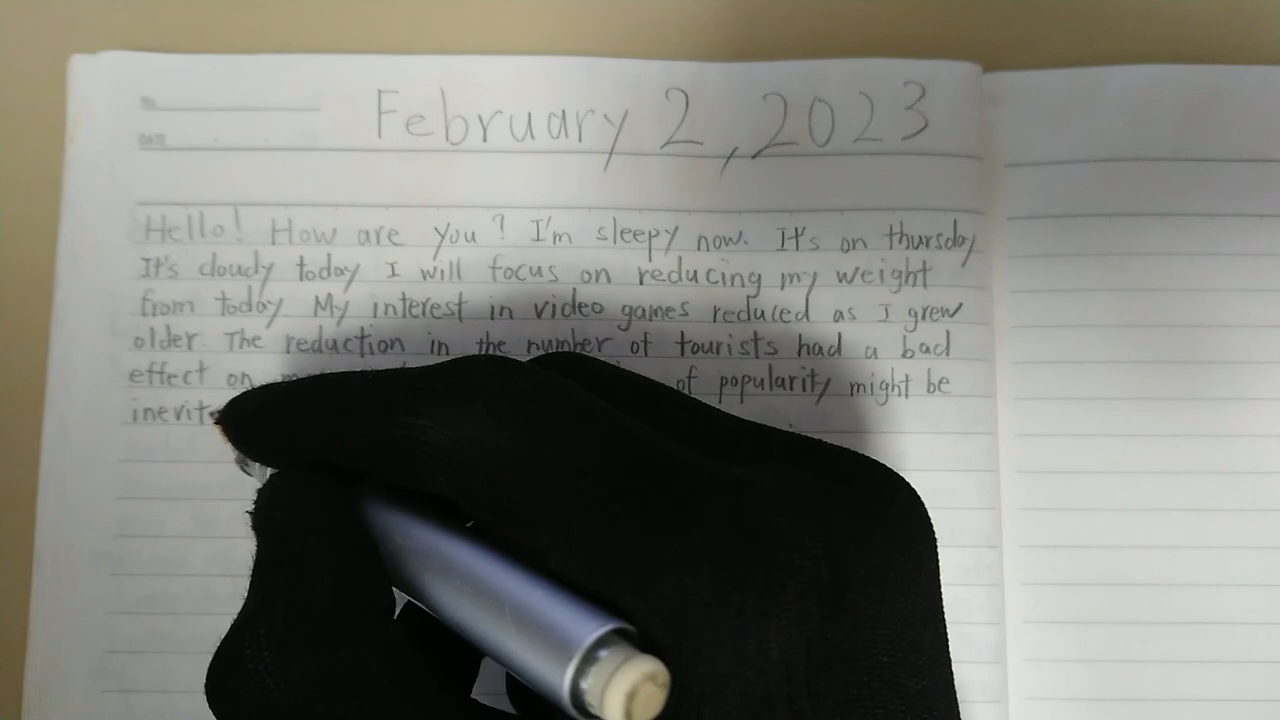 No.
DATE
February 2, 2023
Hello! How are you? I'm sleepy now. It's on thursday
It's cloudy today I will focus on reducing my weight
from today. My interest in video games reduced as I grew
older. The reduction in the number of tourists had a bad
effect on of popularity might be